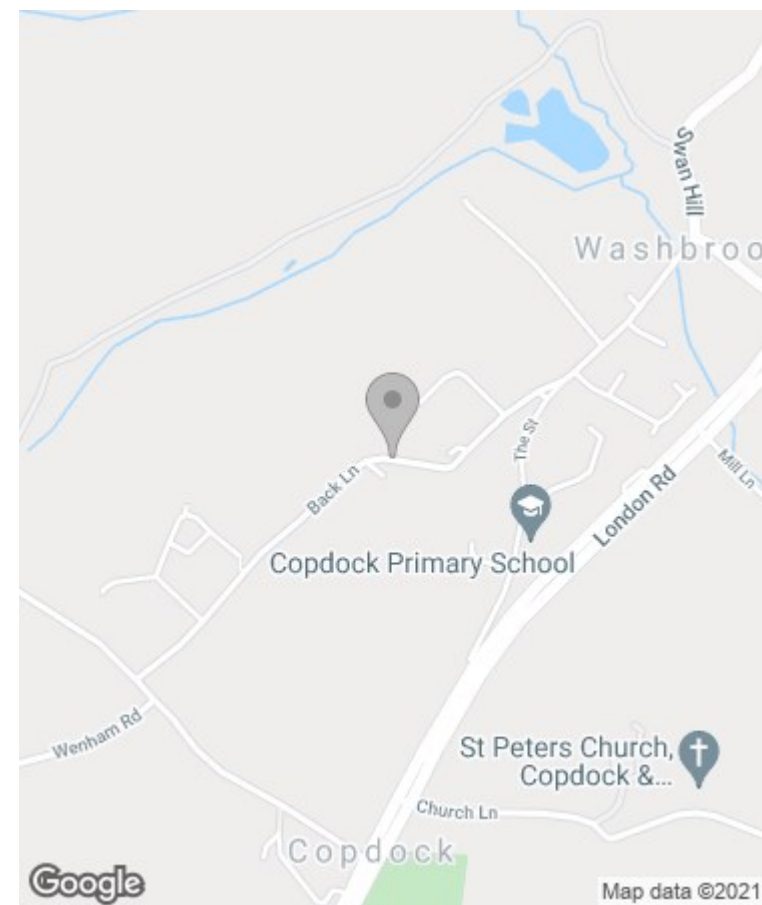 Swan Hill
Washbroo
The St
Back Ln
London Rd
Mill Ln
Copdock Primary School
Wenham Rd
St Peters Church,
Copdock &...
Church Ln
Copdock
Google
Map data ©2021